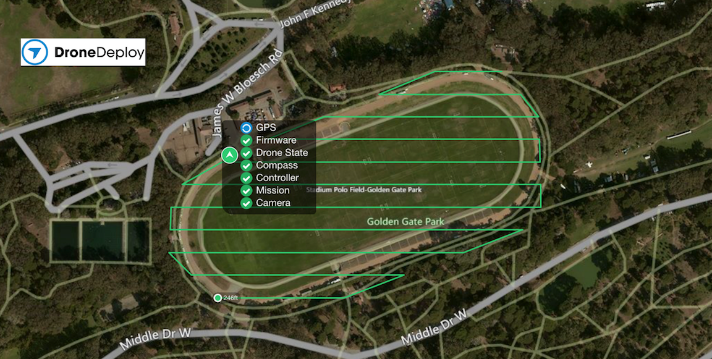 John F Kenned
DroneDeploy
James W Bloesch Rd
GPS
Firmware
Drone State
Compass
Controller
Mission
Camera
Stadium Polo Field-Golden Gate Park
Golden Gate Park
246ft
Middle Dr W
Middle Dr W